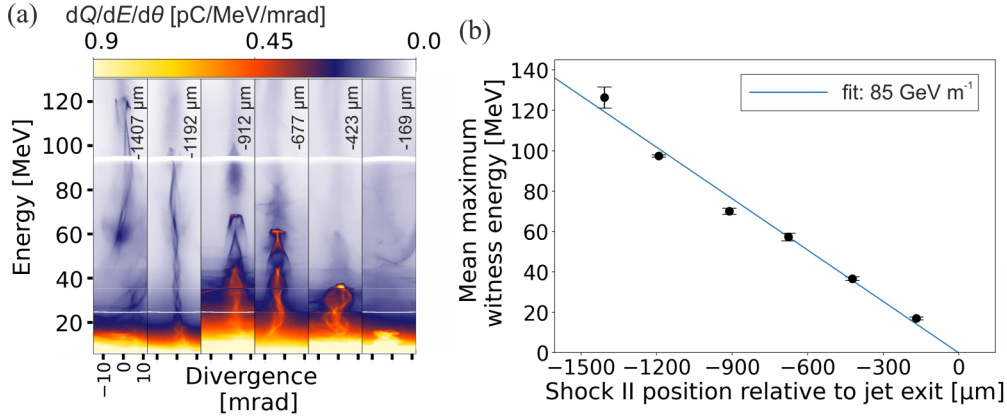 (a)
dQ/dE/dθ [pC/MeV/mrad]
0.9 0.45 0.0
-1407 µm
-1192 µm
-912 µm
-677 µm
-423 µm
-169 µm
120
100
80
60
40
20
Energy [MeV]
−10 0 10
Divergence
[mrad]
(b)
140
120
100
80
60
40
20
0
Mean maximum
witness energy [MeV]
fit: 85 GeV m⁻¹
−1500 −1200 −900 −600 −300 0
Shock II position relative to jet exit [µm]